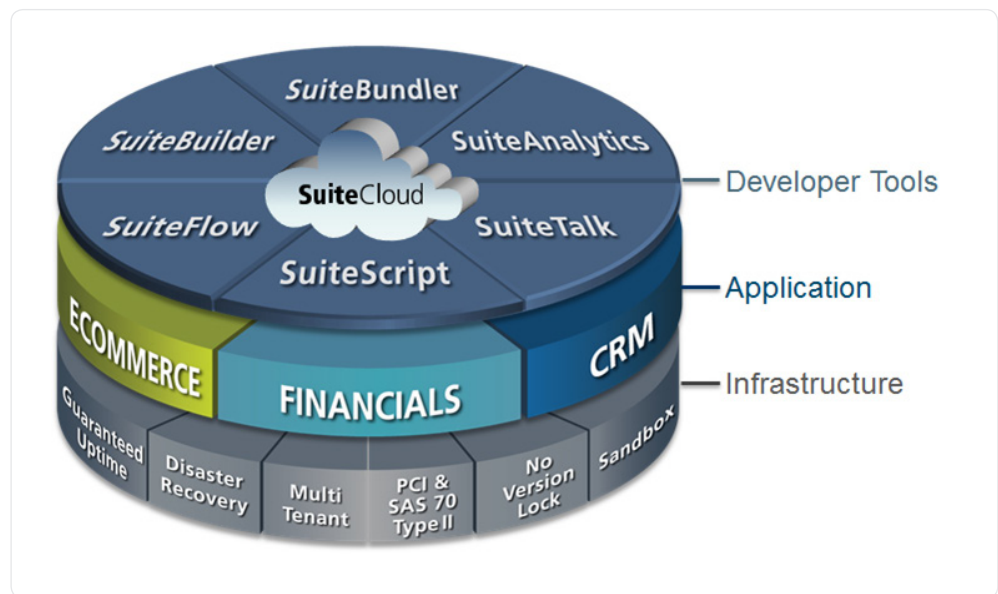 SuiteBundler
SuiteBuilder
SuiteAnalytics
SuiteCloud
SuiteFlow
SuiteTalk
SuiteScript
Developer Tools
Application
Infrastructure
ECOMMERCE
FINANCIALS
CRM
Guaranteed
Uptime
Disaster
Recovery
Multi
Tenant
PCI &
SAS 70
Type II
No
Version
Lock
Sandbox